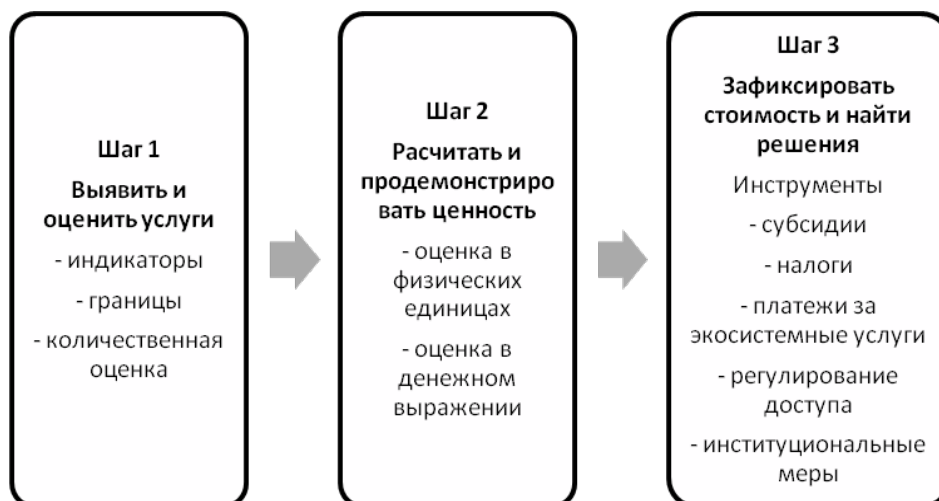 Шаг 1
Выявить и
оценить услуги
- индикаторы
- границы
- количественная
оценка
Шаг 2
Расчитать и
продемонстриро
вать ценность
- оценка в
физических
единицах
- оценка в
денежном
выражении
Шаг 3
Зафиксировать
стоимость и найти
решения
Инструменты
- субсидии
- налоги
- платежи за
экосистемные услуги
- регулирование
доступа
- институциональные
меры